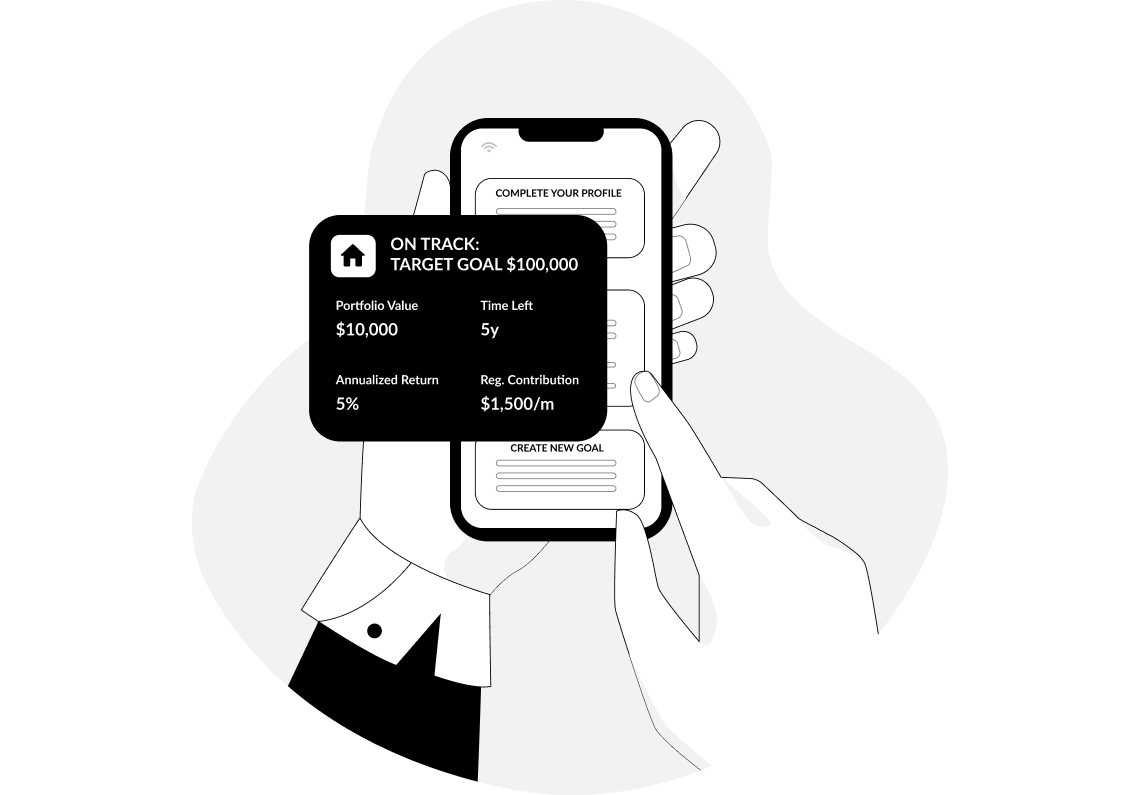 COMPLETE YOUR PROFILE
ON TRACK:
TARGET GOAL $100,000
Portfolio Value
Time Left
$10,000
5y
Annualized Return
Reg. Contribution
5%
$1,500/m
CREATE NEW GOAL